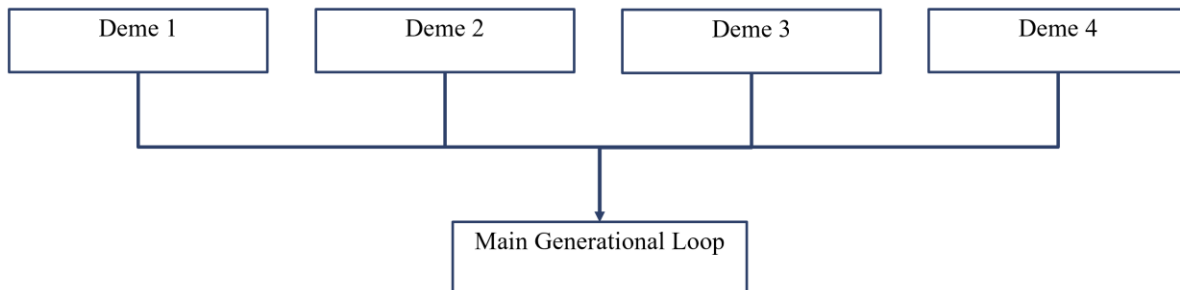 Deme 1
Deme 2
Deme 3
Deme 4
Main Generational Loop